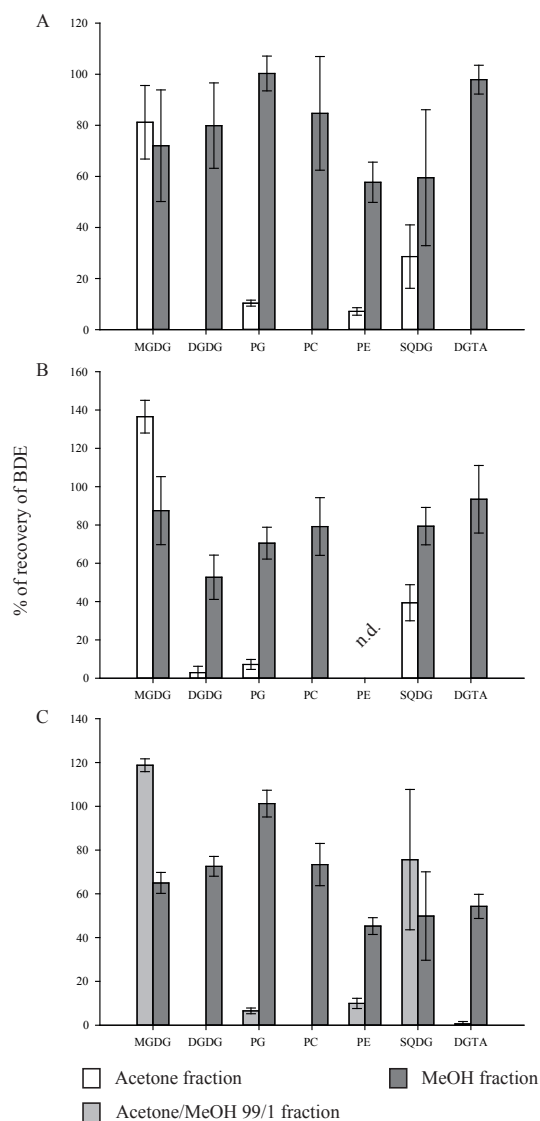 A
120
100
80
60
40
20
0
MGDG DGDG PG PC PE SQDG DGTA
B
160
140
120
100
80
60
40
20
0
n.d.
MGDG DGDG PG PC PE SQDG DGTA
% of recovery of BDE
C
140
120
100
80
60
40
20
0
MGDG DGDG PG PC PE SQDG DGTA
Acetone fraction MeOH fraction
Acetone/MeOH 99/1 fraction